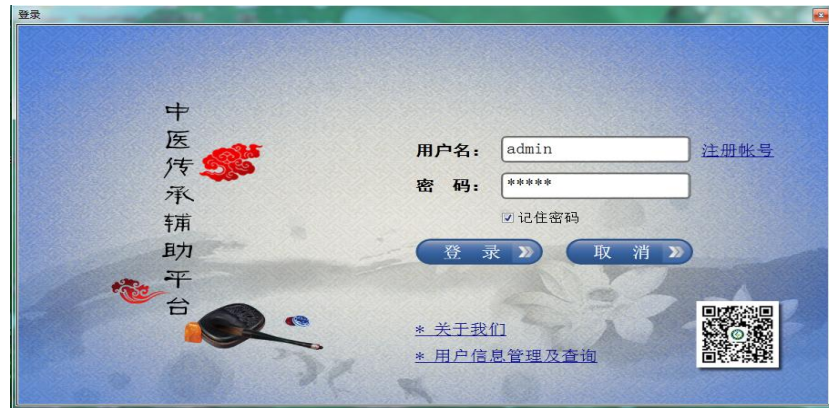 登录
中医传承辅助平台
用户名： admin 注册帐号
密 码： *****
记住密码
登 录 取 消
* 关于我们
* 用户信息管理及查询